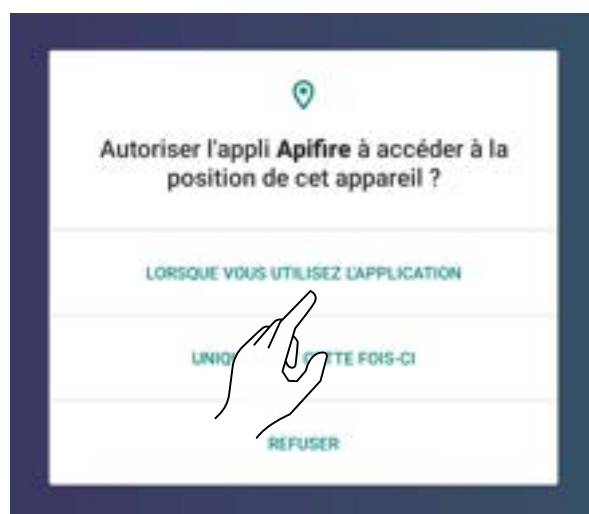 Autoriser l'appli Apifire à accéder à la
position de cet appareil ?
LORSQUE VOUS UTILISEZ L'APPLICATION
FOIS-CI
REFUSER